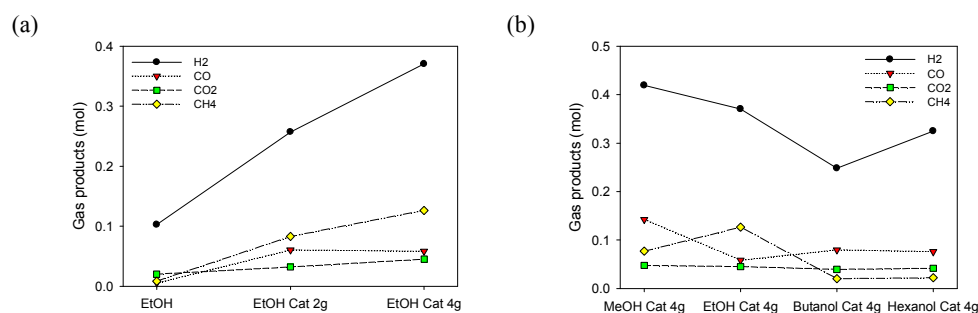 (a)
0.4
0.3
0.2
0.1
0.0
Gas products (mol)
H2
CO
CO2
CH4
EtOH
EtOH Cat 2g
EtOH Cat 4g
(b)
0.5
0.4
0.3
0.2
0.1
0.0
Gas products (mol)
H2
CO
CO2
CH4
MeOH Cat 4g
EtOH Cat 4g
Butanol Cat 4g
Hexanol Cat 4g